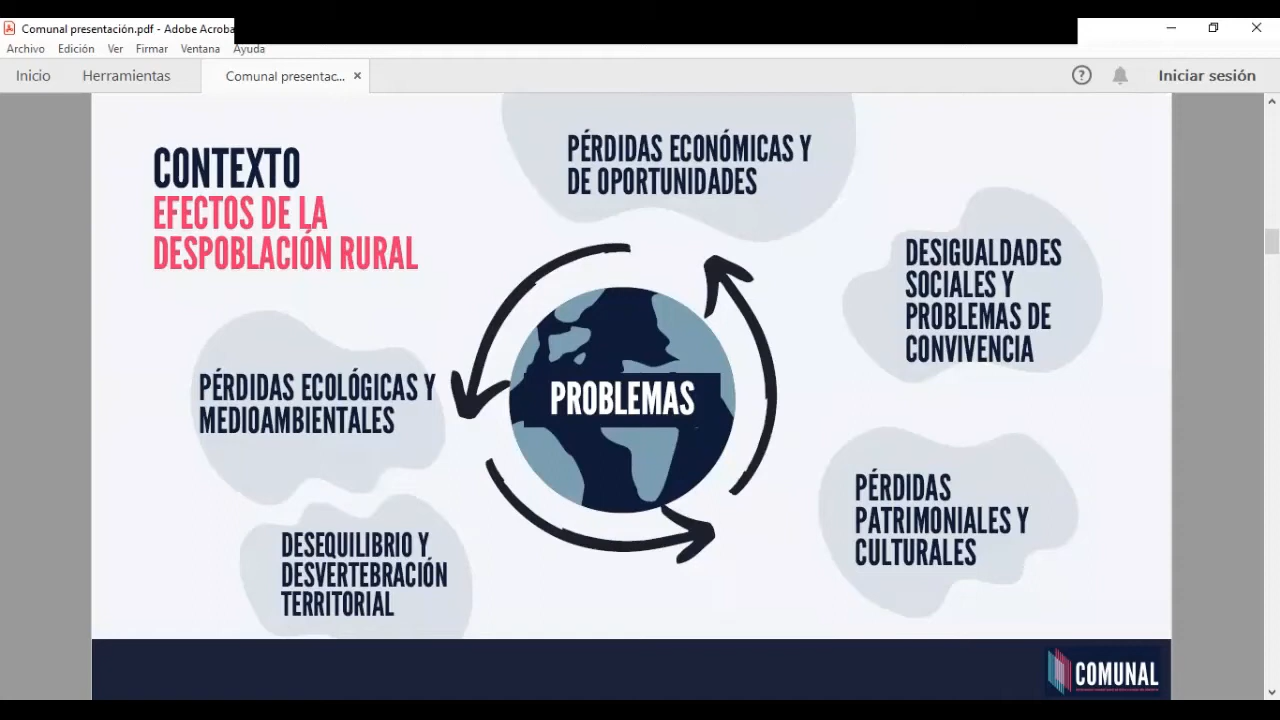 Comunal presentación.pdf - Adobe Acroba
Archivo Edición Ver Firmar Ventana Ayuda
Inicio Herramientas Comunal presentac... × Iniciar sesión
CONTEXTO
EFECTOS DE LA
DESPOBLACIÓN RURAL
PÉRDIDAS ECONÓMICAS Y
DE OPORTUNIDADES
DESIGUALDADES
SOCIALES Y
PROBLEMAS DE
CONVIVENCIA
PÉRDIDAS ECOLÓGICAS Y
MEDIOAMBIENTALES
PROBLEMAS
PÉRDIDAS
PATRIMONIALES Y
CULTURALES
DESEQUILIBRIO Y
DESVERTEBRACIÓN
TERRITORIAL
COMUNAL